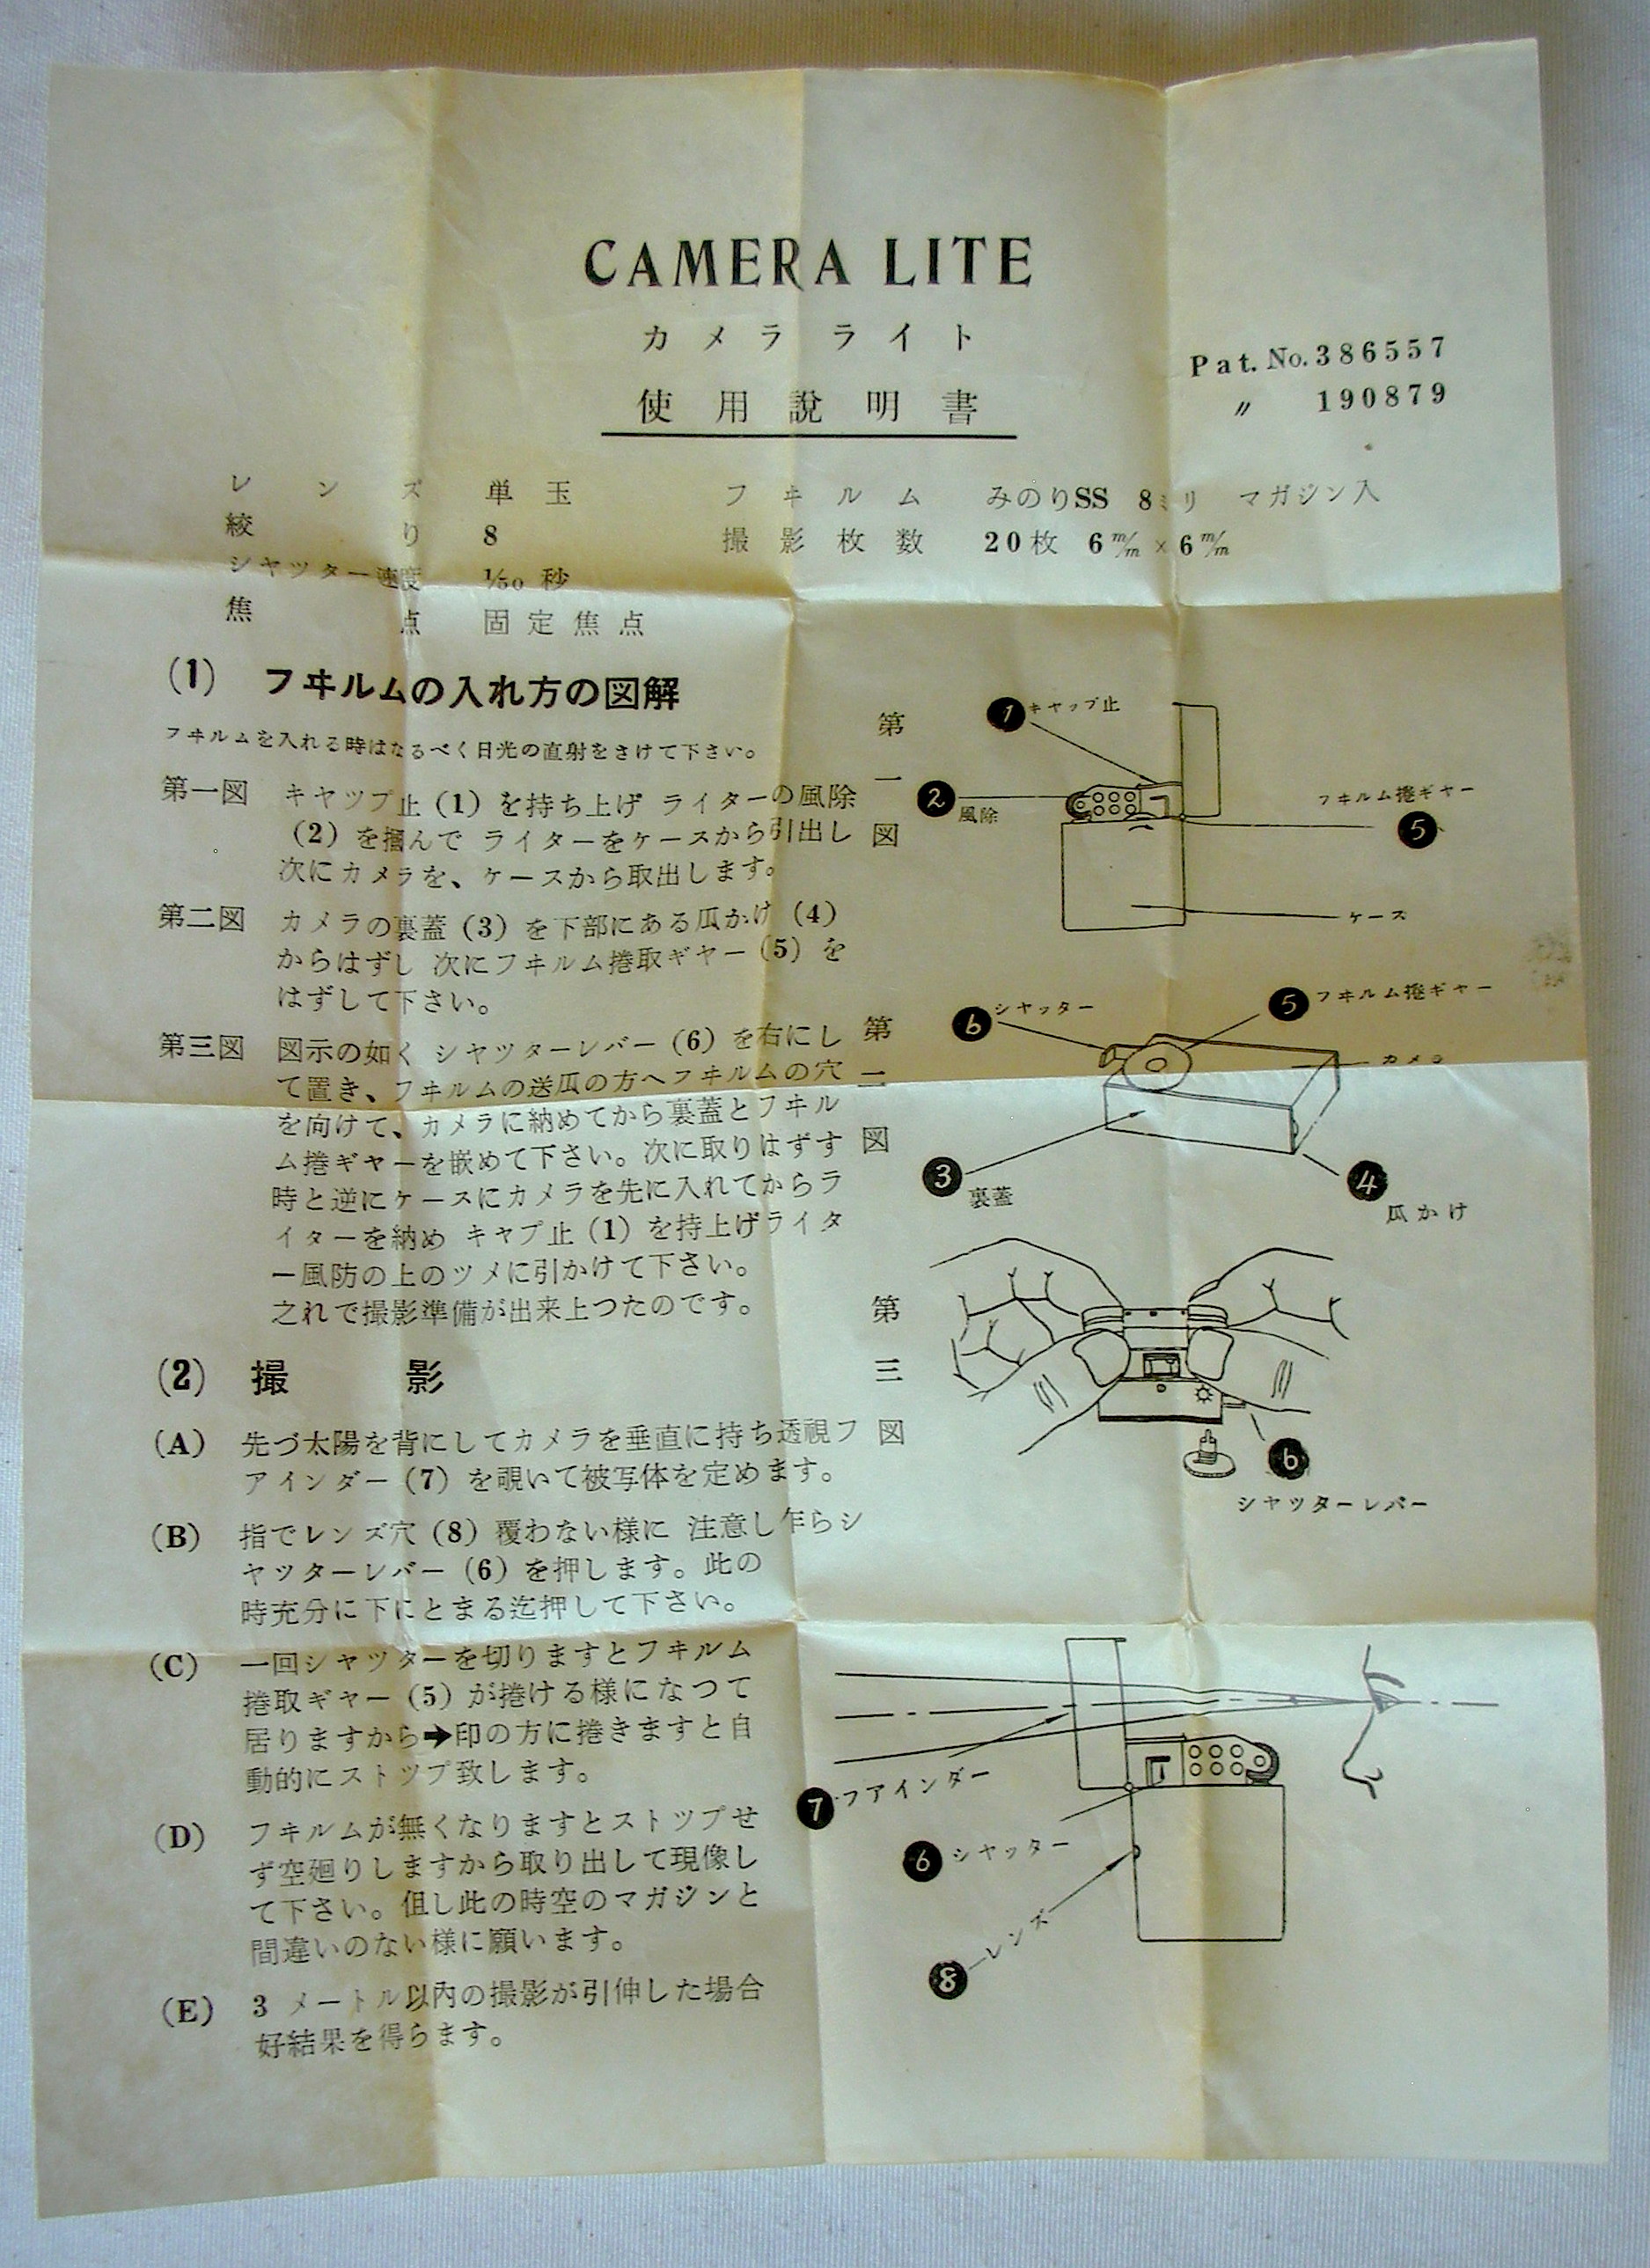 CAMERA LITE
カメラライト
使用說明書
Pat. No. 386557
〃 190879
レンズ 単玉
絞り 8
シヤツター速度 1/50 秒
焦点 固定焦点
フヰルム みのりSS 8ミリ マガジン入
撮影枚数 20枚 6m/m×6m/m
(1) フヰルムの入れ方の図解
フヰルムを入れる時はなるべく日光の直射をさけて下さい。
第一図 キヤツプ止(1)を持ち上げ ライターの風除
(2)を摑んで ライターをケースから引出し
次にカメラを、ケースから取出します。
第二図 カメラの裏蓋(3)を下部にある瓜かけ(4)
からはずし 次にフヰルム捲取ギヤー(5)を
はずして下さい。
第三図 図示の如く シヤツターレバー(6)を右にし
て置き、フヰルムの送瓜の方へフヰルムの穴
を向けて、カメラに納めてから裏蓋とフヰル
ム捲ギヤーを嵌めて下さい。次に取りはずす
時と逆にケースにカメラを先に入れてからラ
イターを納め キヤプ止(1)を持上げライタ
ー風防の上のツメに引かけて下さい。
之れで撮影準備が出来上つたのです。
(2) 撮影
(A) 先づ太陽を背にしてカメラを垂直に持ち透視フ
アインダー(7)を覗いて被写体を定めます。
(B) 指でレンズ穴(8)覆わない様に 注意し乍らシ
ヤツターレバー(6)を押します。此の
時充分に下にとまる迄押して下さい。
(C) 一回シヤツターを切りますとフヰルム
捲取ギヤー(5)が捲ける様になつて
居りますから➔印の方に捲きますと自
動的にストツプ致します。
(D) フヰルムが無くなりますとストツプせ
ず空廻りしますから取り出して現像し
て下さい。但し此の時空のマガジンと
間違いのない様に願います。
(E) 3 メートル以内の撮影が引伸した場合
好結果を得らます。
第一図
1 キヤップ止
2 風除
フヰルム捲ギヤー
5
ケース
第二図
6 シヤッター
5 フヰルム捲ギヤー
カメラ
3 裏蓋
4 瓜かけ
第三図
6
シヤッターレバー
7 フアインダー
6 シヤッター
8 レンズ